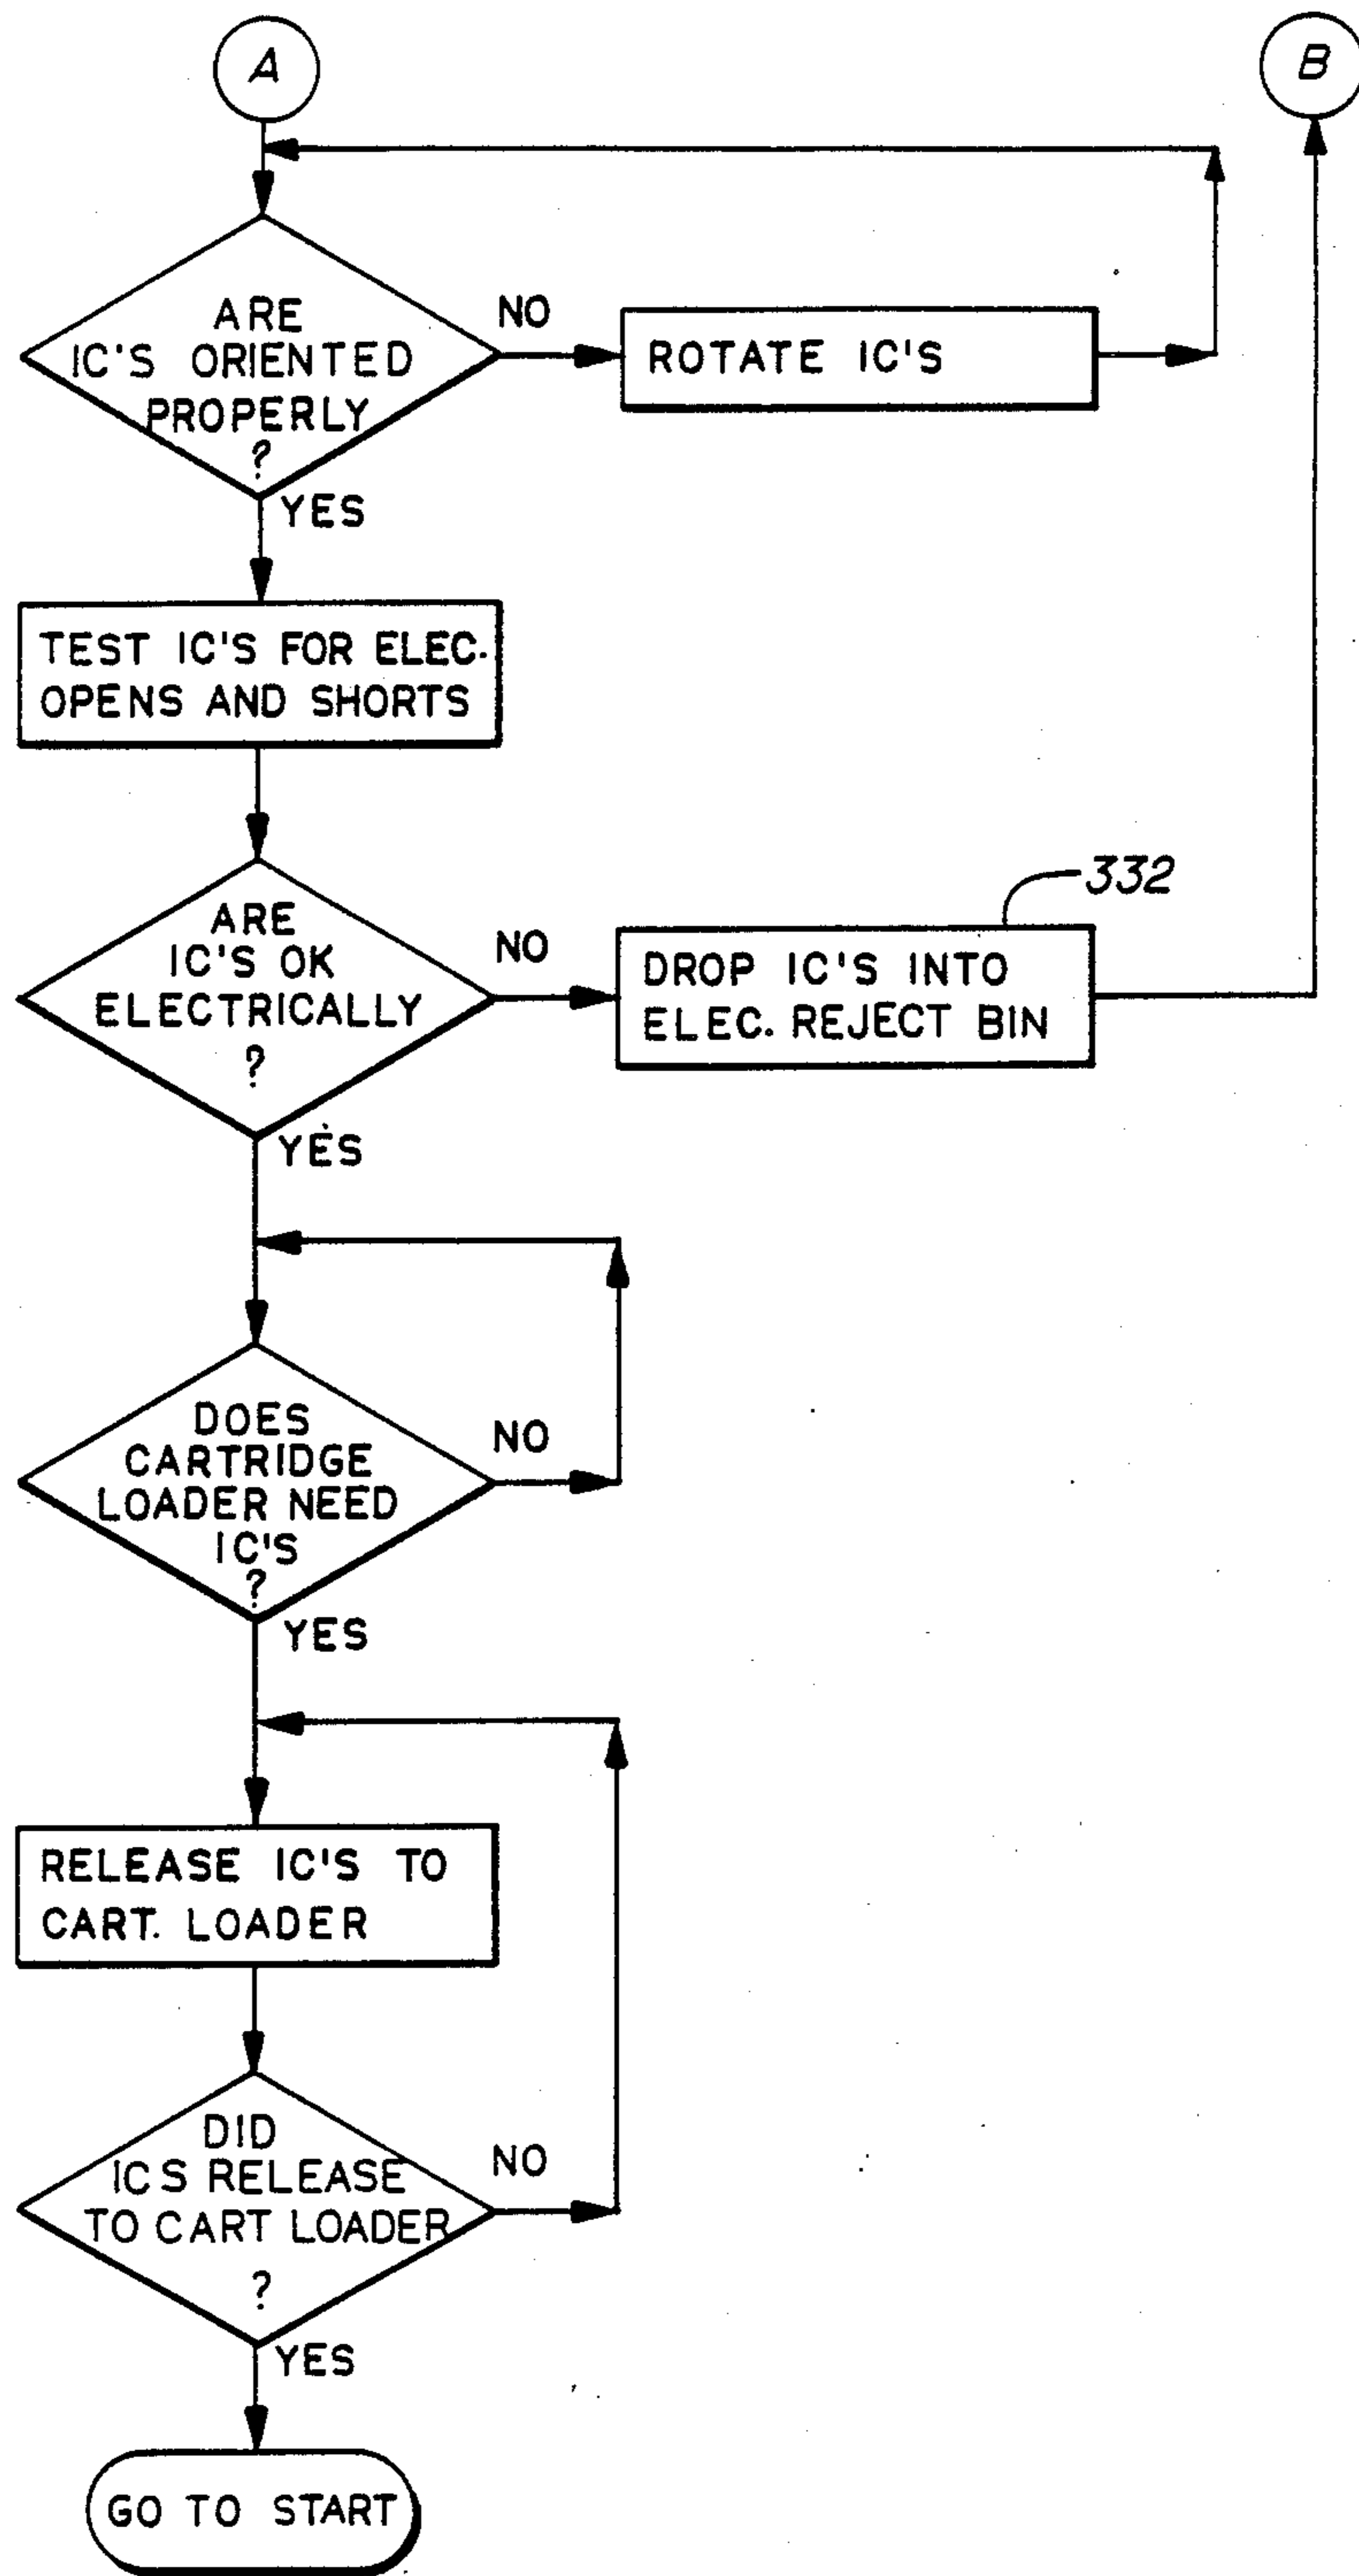 A
B
ARE
IC'S ORIENTED
PROPERLY
?
NO
ROTATE IC'S
YES
TEST IC'S FOR ELEC.
OPENS AND SHORTS
332
ARE
IC'S OK
ELECTRICALLY
?
NO
DROP IC'S INTO
ELEC. REJECT BIN
YES
DOES
CARTRIDGE
LOADER NEED
IC'S
?
NO
YES
RELEASE IC'S TO
CART. LOADER
DID
ICS RELEASE
TO CART LOADER
?
NO
YES
GO TO START